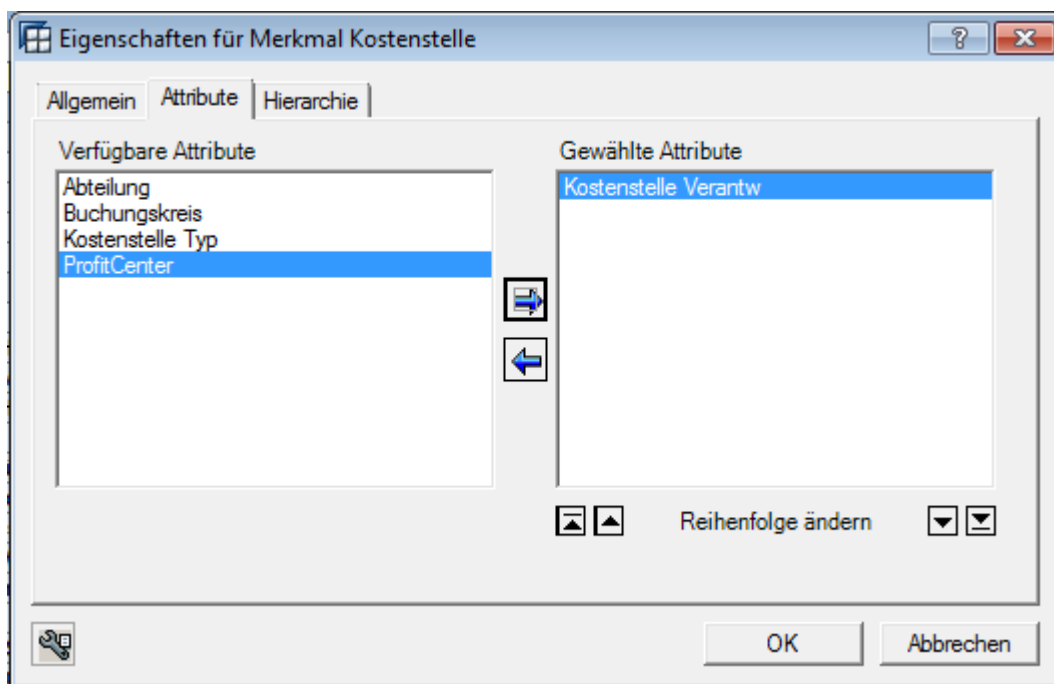 Eigenschaften für Merkmal Kostenstelle
Allgemein Attribute Hierarchie
Verfügbare Attribute
Abteilung
Buchungskreis
Kostenstelle Typ
ProfitCenter
Gewählte Attribute
Kostenstelle Verantw
Reihenfolge ändern
OK Abbrechen